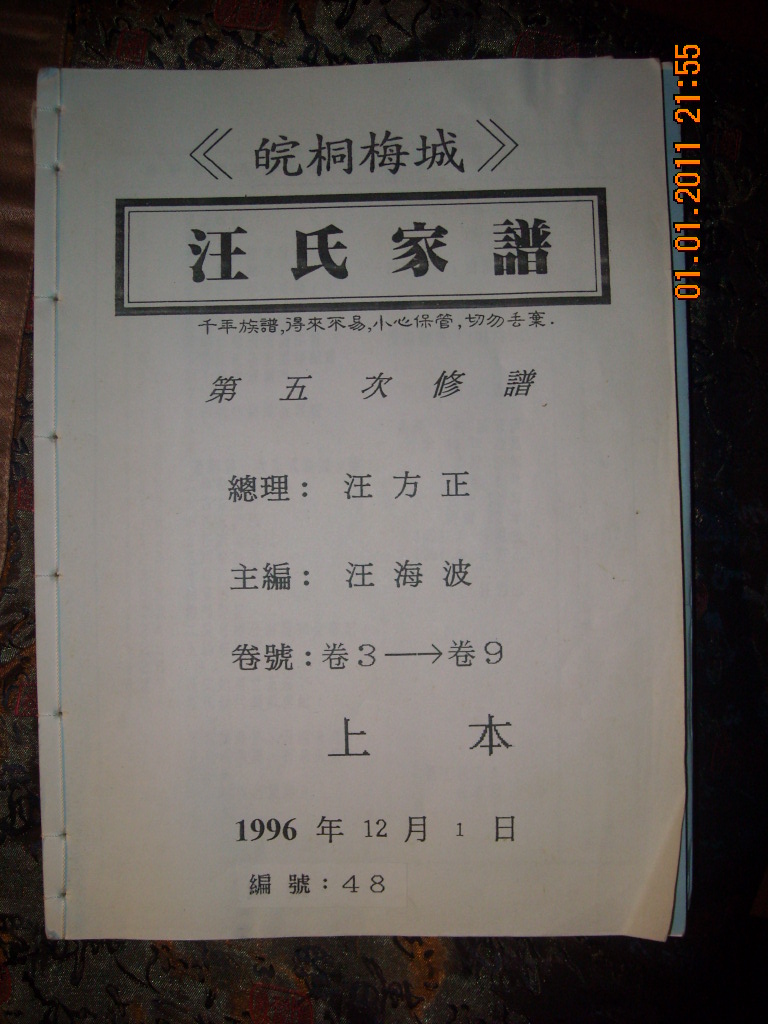 《皖桐梅城》
汪氏家譜
千年族譜,得來不易,小心保管,切勿丟棄.
第五次修譜
總理：汪方正
主編：汪海波
卷號：卷3—→卷9
上本
1996年12月1日
編號：48
01.01.2011 21:55